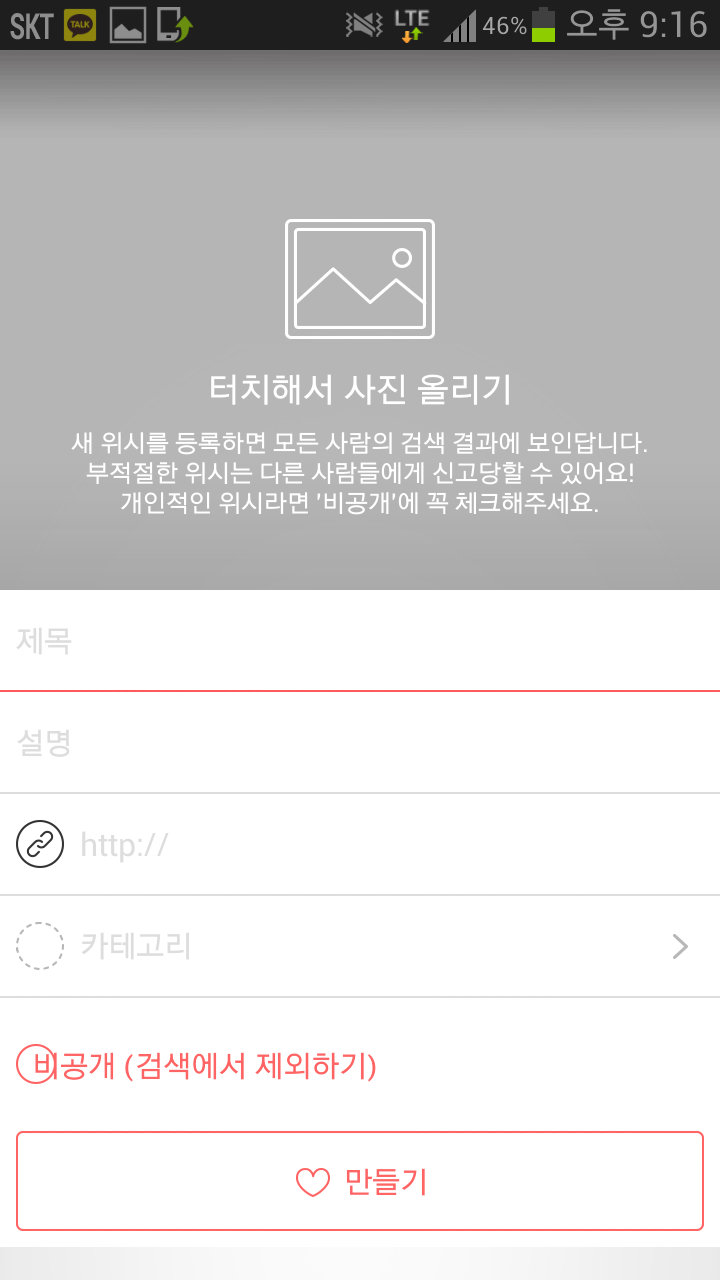 SKT TALK LTE 46% 오후 9:16
터치해서 사진 올리기
새 위시를 등록하면 모든 사람의 검색 결과에 보인답니다.
부적절한 위시는 다른 사람들에게 신고당할 수 있어요!
개인적인 위시라면 '비공개'에 꼭 체크해주세요.
제목
설명
http://
카테고리
비공개 (검색에서 제외하기)
만들기